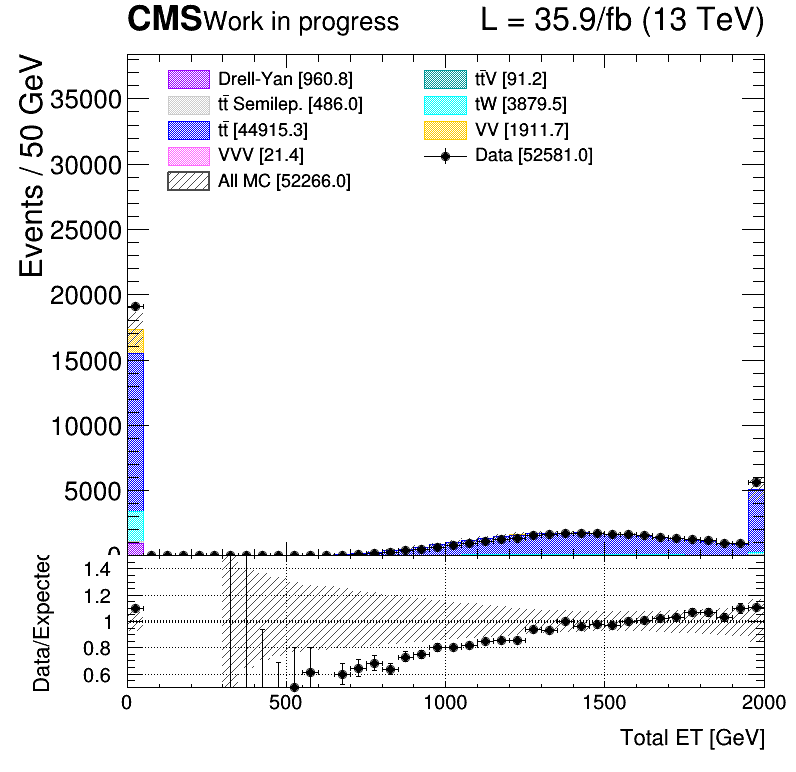 CMS Work in progress L = 35.9/fb (13 TeV)
Events / 50 GeV
Drell-Yan [960.8]
tt̄ Semilep. [486.0]
tt̄ [44915.3]
VVV [21.4]
All MC [52266.0]
tt̄V [91.2]
tW [3879.5]
VV [1911.7]
Data [52581.0]
35000
30000
25000
20000
15000
10000
5000
0
Data/Expected
1.4
1.2
1
0.8
0.6
0 500 1000 1500 2000
Total ET [GeV]